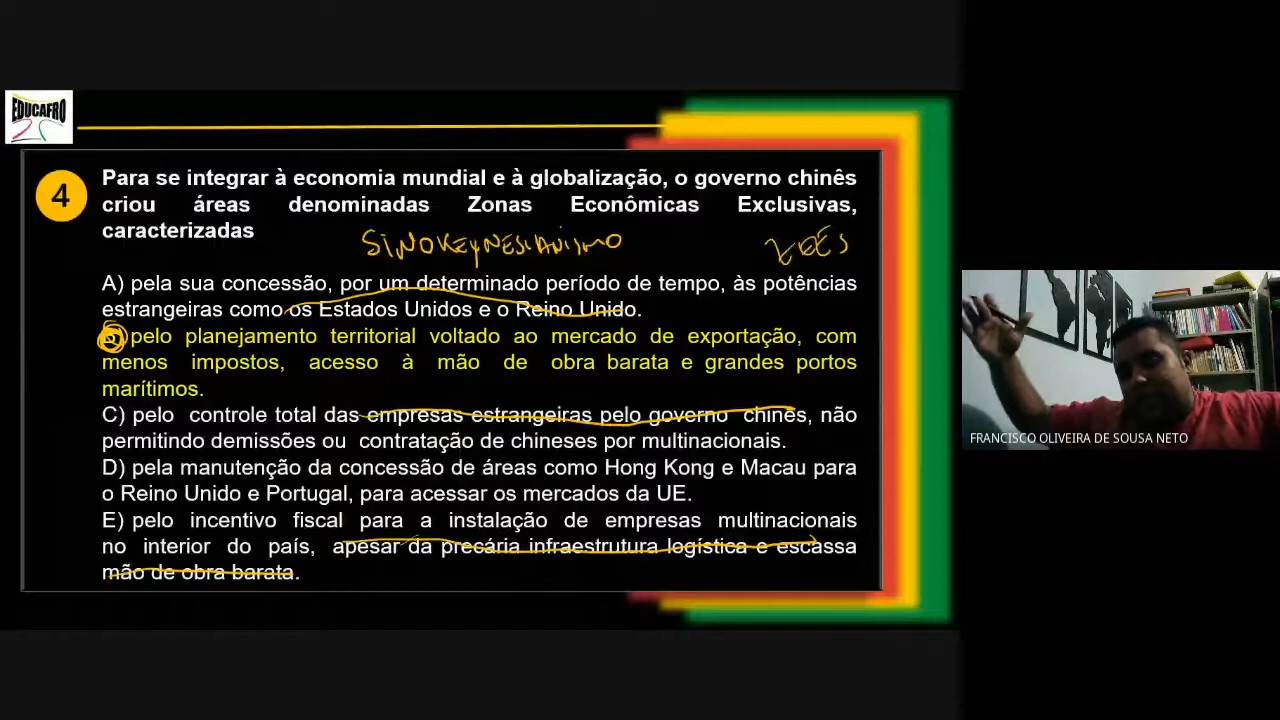 EDUCAFRO
4
Para se integrar à economia mundial e à globalização, o governo chinês
criou áreas denominadas Zonas Econômicas Exclusivas,
caracterizadas
SINOKEYNESIANISMO
A) pela sua concessão, por um determinado período de tempo, às potências
estrangeiras como os Estados Unidos e o Reino Unido.
pelo planejamento territorial voltado ao mercado de exportação, com
menos impostos, acesso à mão de obra barata e grandes portos
marítimos.
C) pelo controle total das empresas estrangeiras pelo governo chinês, não
permitindo demissões ou contratação de chineses por multinacionais.
D) pela manutenção da concessão de áreas como Hong Kong e Macau para
o Reino Unido e Portugal, para acessar os mercados da UE.
E) pelo incentivo fiscal para a instalação de empresas multinacionais
no interior do país, apesar da precária infraestrutura logística e escassa
mão de obra barata.
FRANCISCO OLIVEIRA DE SOUSA NETO